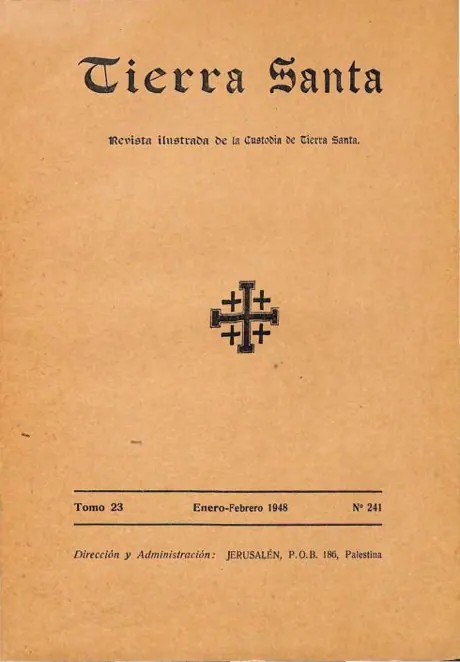 Tierra Santa
Revista ilustrada de la Custodia de Tierra Santa.
Tomo 23 Enero-Febrero 1948 Nº 241
Dirección y Administración: JERUSALÉN, P.O.B. 186, Palestina